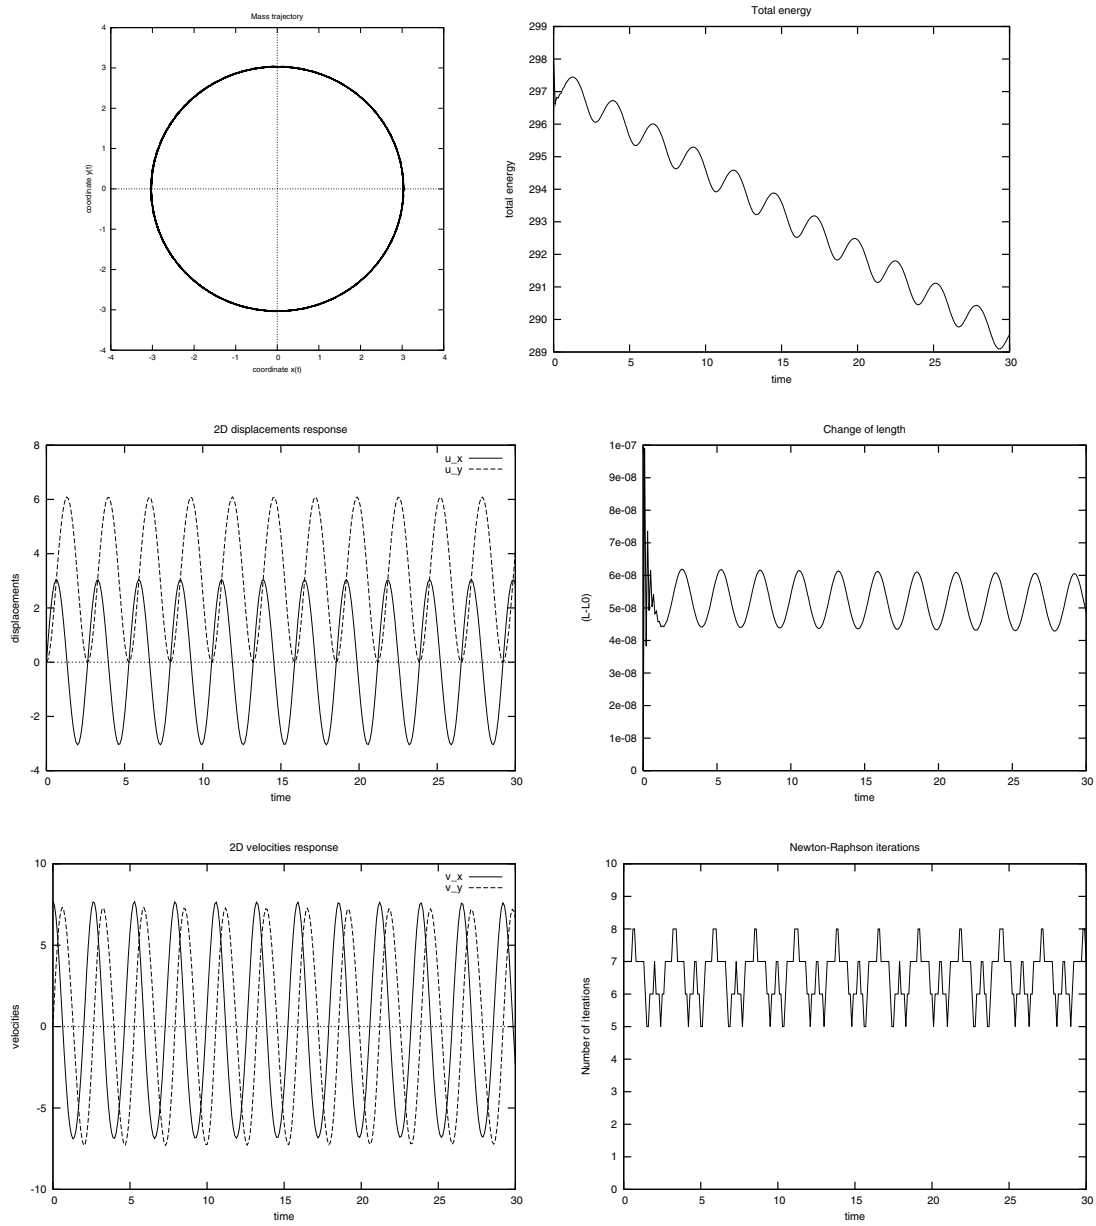 Mass trajectory
4
3
2
1
0
-1
-2
-3
-4
coordinate y(t)
-4 -3 -2 -1 0 1 2 3 4
coordinate x(t)
Total energy
299
298
297
296
295
294
293
292
291
290
289
total energy
0 5 10 15 20 25 30
time
2D displacements response
u_x
u_y
8
6
4
2
0
-2
-4
displacements
0 5 10 15 20 25 30
time
Change of length
1e-07
9e-08
8e-08
7e-08
6e-08
5e-08
4e-08
3e-08
2e-08
1e-08
0
(L-L0)
0 5 10 15 20 25 30
time
2D velocities response
v_x
v_y
10
5
0
-5
-10
velocities
0 5 10 15 20 25 30
time
Newton-Raphson iterations
10
9
8
7
6
5
4
3
2
1
0
Number of iterations
0 5 10 15 20 25 30
time